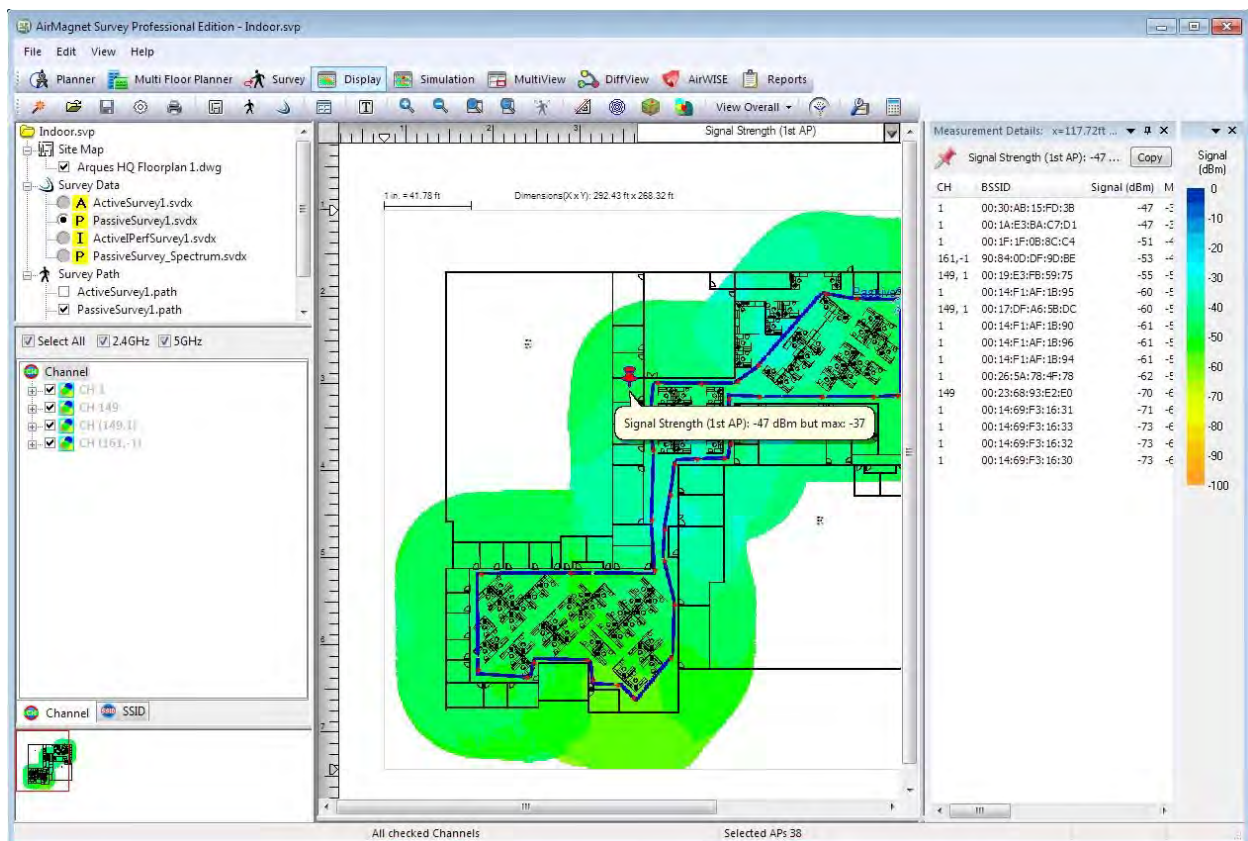 AirMagnet Survey Professional Edition - Indoor.svp
File Edit View Help
Planner Multi Floor Planner Survey Display Simulation MultiView DiffView AirWISE Reports
View Overall
Indoor.svp
Site Map
Arques HQ Floorplan 1.dwg
Survey Data
A ActiveSurvey1.svdx
P PassiveSurvey1.svdx
I ActiveIPerfSurvey1.svdx
P PassiveSurvey_Spectrum.svdx
Survey Path
ActiveSurvey1.path
PassiveSurvey1.path
Select All 2.4GHz 5GHz
Channel
CH 1
CH 149
CH (149,1)
CH (161,-1)
Channel SSID
1 2 3
Signal Strength (1st AP)
1 in. = 41.78 ft
Dimensions(X x Y): 292.43 ft x 268.32 ft
1
2
3
4
5
6
7
Signal Strength (1st AP): -47 dBm but max: -37
Measurement Details: x=117.72ft ...
Signal Strength (1st AP): -47 ... Copy
CH BSSID Signal (dBm) M
1 00:30:AB:15:FD:3B -47
1 00:1A:E3:BA:C7:D1 -47
1 00:1F:1F:0B:8C:C4 -51
161,-1 90:84:0D:DF:9D:BE -53
149, 1 00:19:E3:FB:59:75 -55
1 00:14:F1:AF:1B:95 -60
149, 1 00:17:DF:A6:5B:DC -60
1 00:14:F1:AF:1B:90 -61
1 00:14:F1:AF:1B:96 -61
1 00:14:F1:AF:1B:94 -61
1 00:26:5A:78:4F:78 -62
149 00:23:68:93:E2:E0 -70
1 00:14:69:F3:16:31 -71
1 00:14:69:F3:16:33 -73
1 00:14:69:F3:16:32 -73
1 00:14:69:F3:16:30 -73
Signal
(dBm)
0
-10
-20
-30
-40
-50
-60
-70
-80
-90
-100
All checked Channels
Selected APs 38